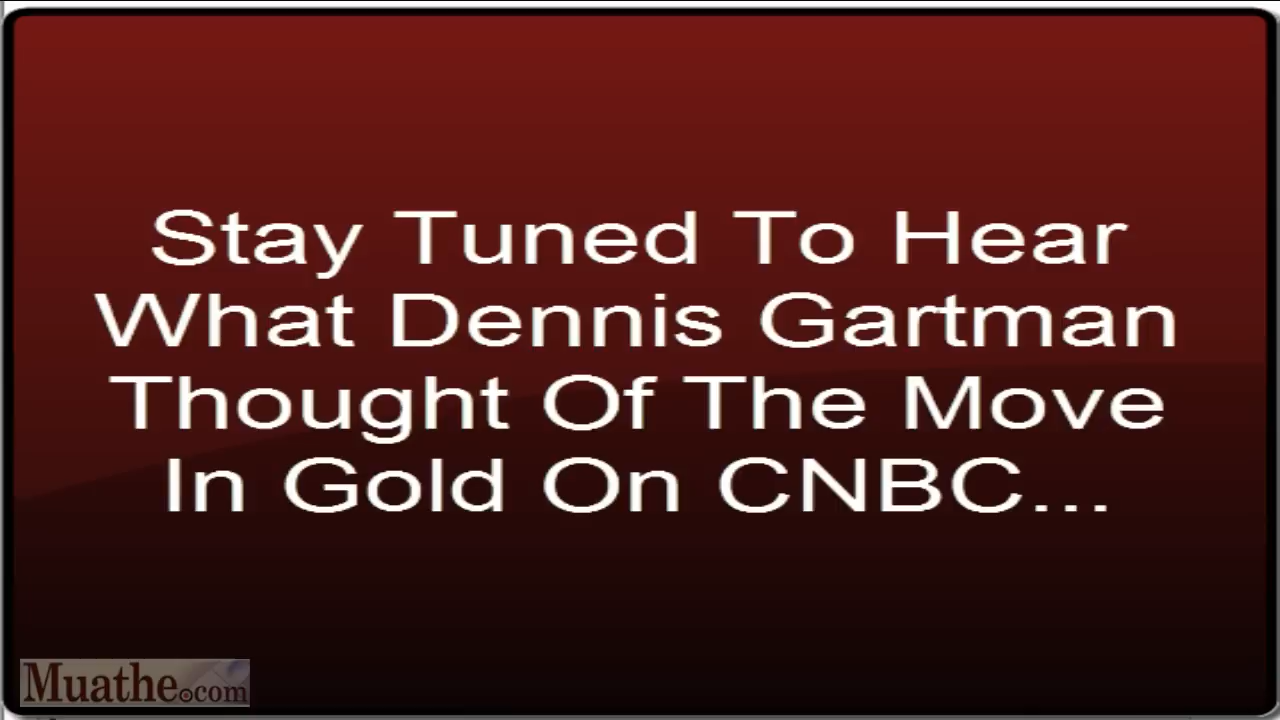 Stay Tuned To Hear
What Dennis Gartman
Thought Of The Move
In Gold On CNBC...
Muathe.com